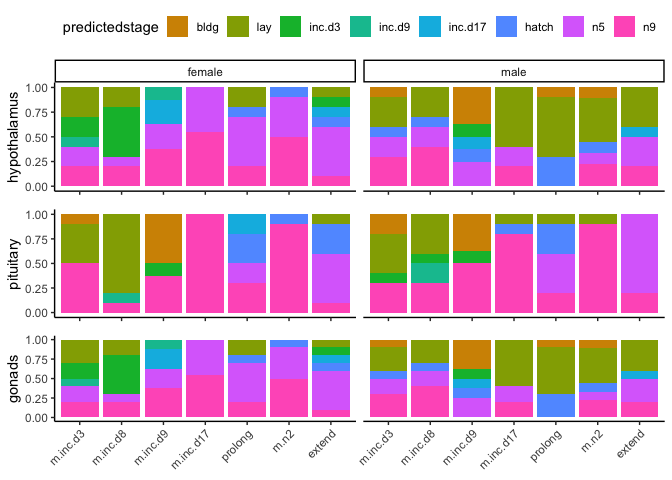 predictedstage bldg lay inc.d3 inc.d9 inc.d17 hatch n5 n9
female male
hypothalamus
1.00
0.75
0.50
0.25
0.00
pituitary
1.00
0.75
0.50
0.25
0.00
gonads
1.00
0.75
0.50
0.25
0.00
m.inc.d3 m.inc.d8 m.inc.d9 m.inc.d17 prolong m.n2 extend m.inc.d3 m.inc.d8 m.inc.d9 m.inc.d17 prolong m.n2 extend